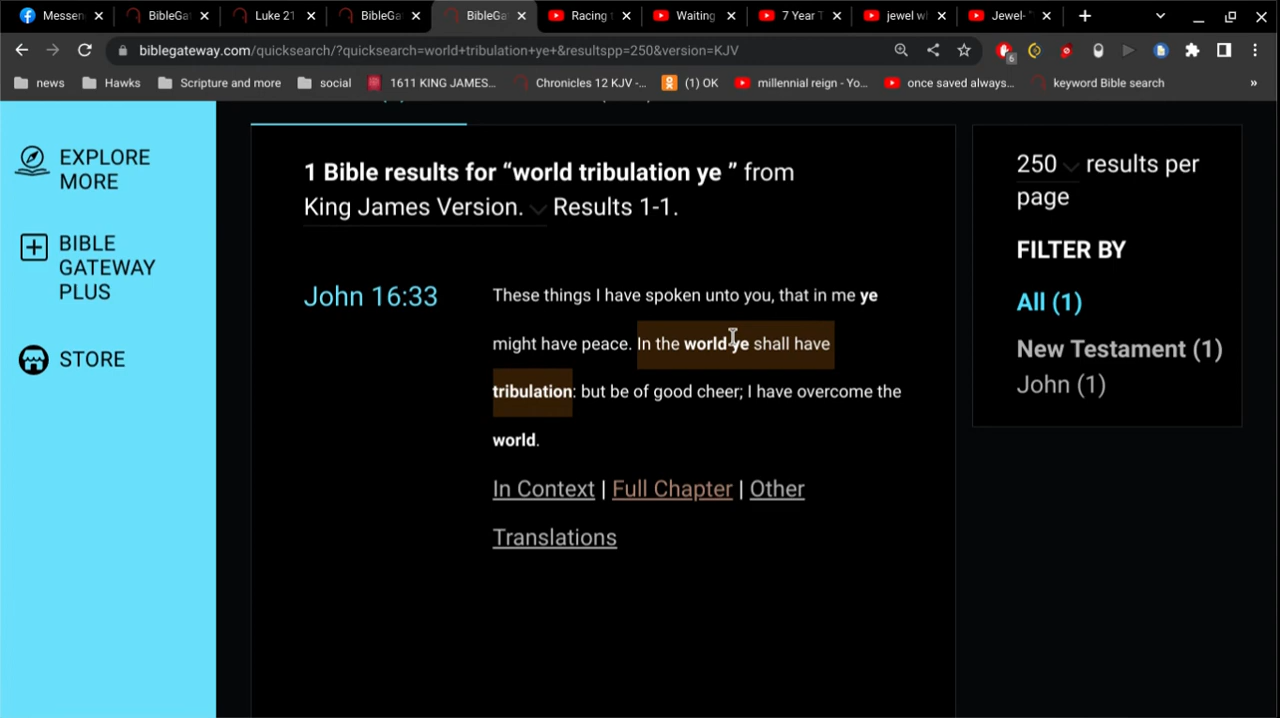 Messen
BibleGa
Luke 21
BibleGa
BibleGa
Racing
Waiting
7 Year T
jewel w
Jewel- "
biblegateway.com/quicksearch/?quicksearch=world+tribulation+ye+&resultspp=250&version=KJV
6
news
Hawks
Scripture and more
social
1611 KING JAMES...
Chronicles 12 KJV -...
(1) OK
millennial reign - Yo...
once saved always...
keyword Bible search
»
EXPLORE
MORE
BIBLE
GATEWAY
PLUS
STORE
1 Bible results for “world tribulation ye ” from
King James Version. Results 1-1.
John 16:33
These things I have spoken unto you, that in me ye
might have peace. In the world ye shall have
tribulation: but be of good cheer; I have overcome the
world.
In Context | Full Chapter | Other
Translations
250 results per
page
FILTER BY
All (1)
New Testament (1)
John (1)